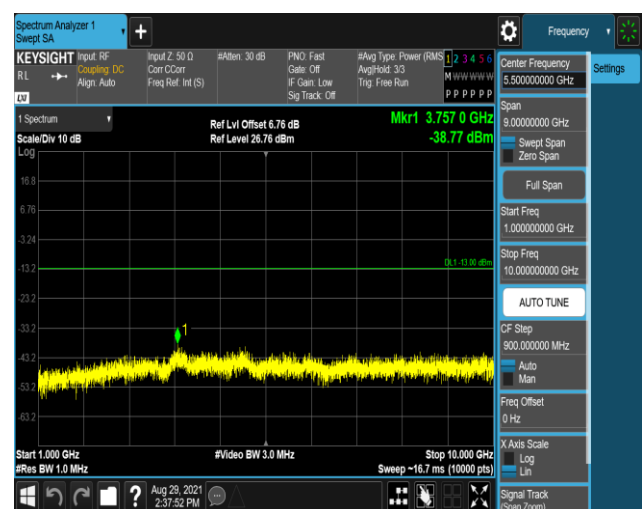 Spectrum Analyzer 1
Swept SA
Frequency
KEYSIGHT
RL
LXI
Input: RF
Coupling: DC
Align: Auto
Input Z: 50 Ω
Corr CCorr
Freq Ref: Int (S)
#Atten: 30 dB
PNO: Fast
Gate: Off
IF Gain: Low
Sig Track: Off
#Avg Type: Power (RMS
Avg|Hold: 3/3
Trig: Free Run
1 2 3 4 5 6
M W W W W W
P P P P P P
1 Spectrum
Scale/Div 10 dB
Log
Ref Lvl Offset 6.76 dB
Ref Level 26.76 dBm
Mkr1 3.757 0 GHz
-38.77 dBm
16.8
6.76
-3.24
-13.2
-23.2
-33.2
-43.2
-53.2
-63.2
DL1 -13.00 dBm
1
Start 1.000 GHz
#Res BW 1.0 MHz
#Video BW 3.0 MHz
Stop 10.000 GHz
Sweep ~16.7 ms (10000 pts)
Aug 29, 2021
2:37:52 PM
Center Frequency
5.500000000 GHz
Settings
Span
9.00000000 GHz
Swept Span
Zero Span
Full Span
Start Freq
1.000000000 GHz
Stop Freq
10.000000000 GHz
AUTO TUNE
CF Step
900.000000 MHz
Auto
Man
Freq Offset
0 Hz
X Axis Scale
Log
Lin
Signal Track
(Span Zoom)